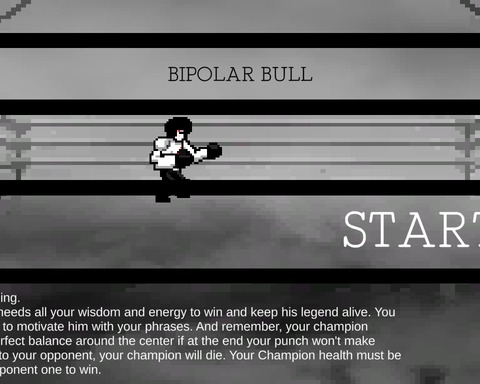 BIPOLAR BULL
START
ing.
needs all your wisdom and energy to win and keep his legend alive. You
to motivate him with your phrases. And remember, your champion
rfect balance around the center if at the end your punch won't make
to your opponent, your champion will die. Your Champion health must be
ponent one to win.